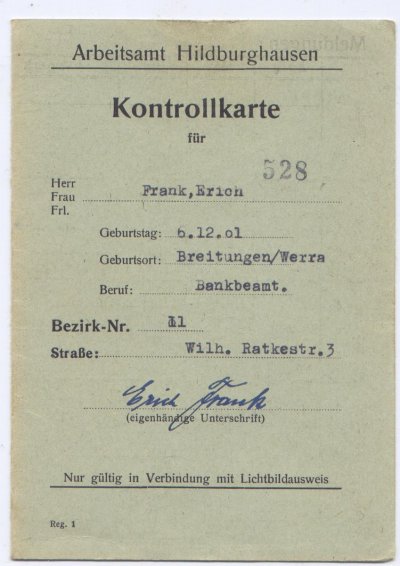 Arbeitsamt Hildburghausen
Kontrollkarte
für
528
Herr
Frau Frank, Erich
Frl.
Geburtstag: 6.12.01
Geburtsort: Breitungen/Werra
Beruf: Bankbeamt.
Bezirk-Nr. 11
Straße: Wilh. Ratkestr. 3
Erich Frank
(eigenhändige Unterschrift)
Nur gültig in Verbindung mit Lichtbildausweis
Reg. 1